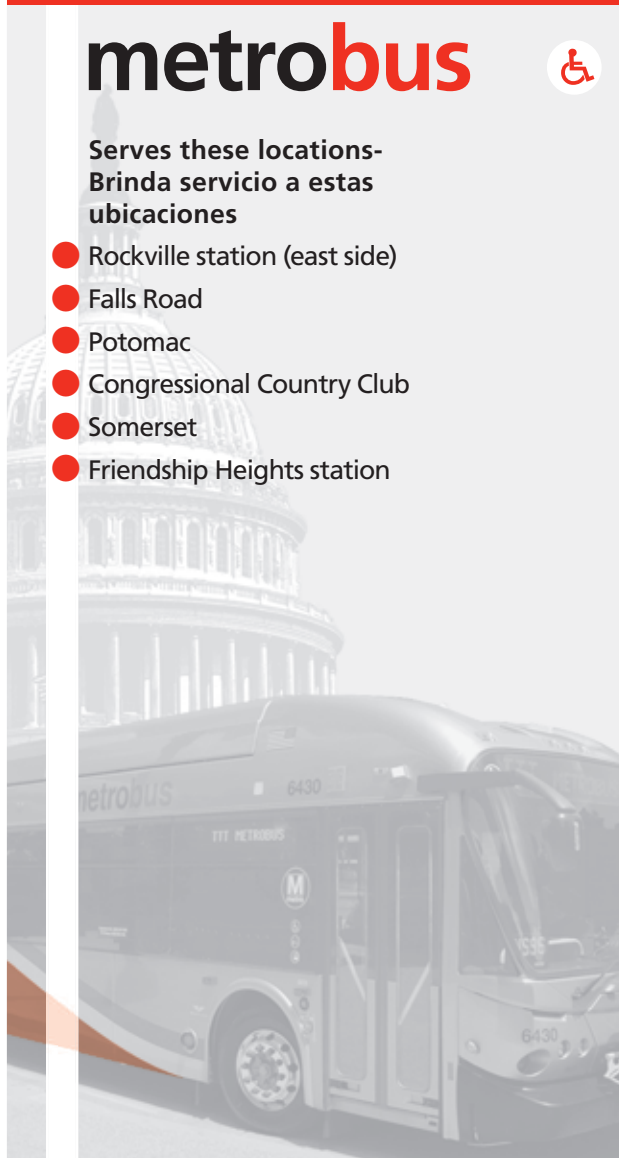 metrobus
Serves these locations-
Brinda servicio a estas
ubicaciones
Rockville station (east side)
Falls Road
Potomac
Congressional Country Club
Somerset
Friendship Heights station
metrobus
6430
TTT METROBUS
M
6430